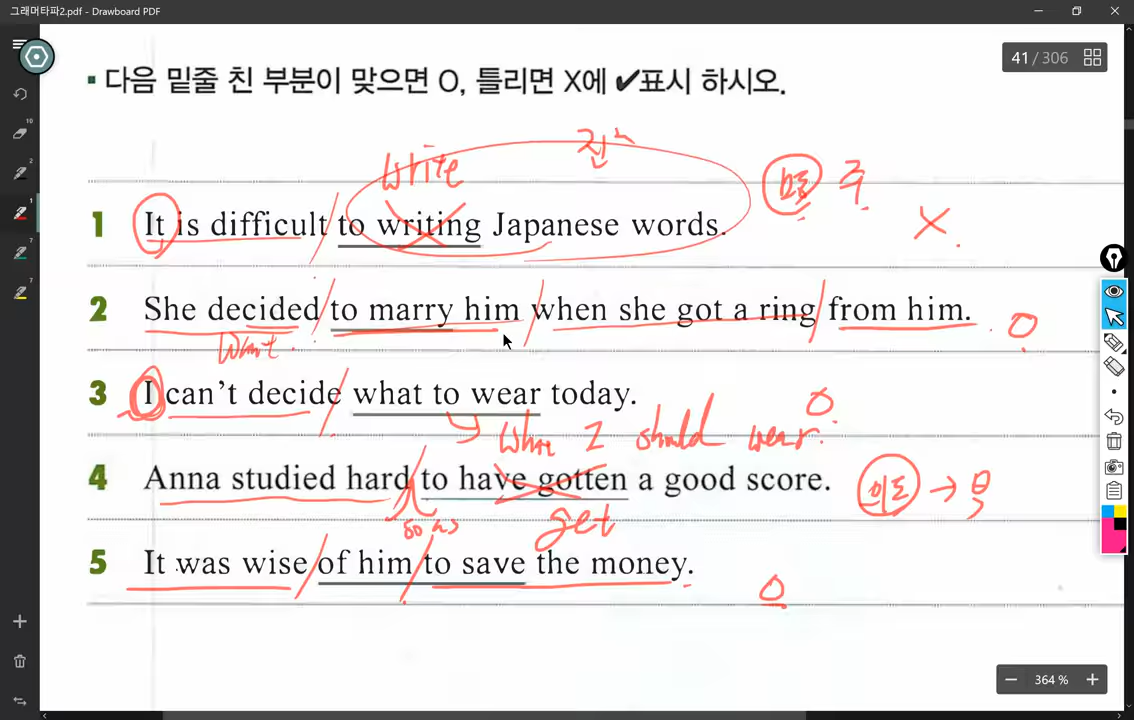 그래머타파2.pdf - Drawboard PDF
41 / 306
▪ 다음 밑줄 친 부분이 맞으면 O, 틀리면 X에 ✔표시 하시오.
write
1 It is difficult to writing Japanese words. X
2 She decided to marry him when she got a ring from him. O
want
3 I can't decide what to wear today. O
what I should wear
4 Anna studied hard to have gotten a good score.
so as get
5 It was wise of him to save the money. O
364 %